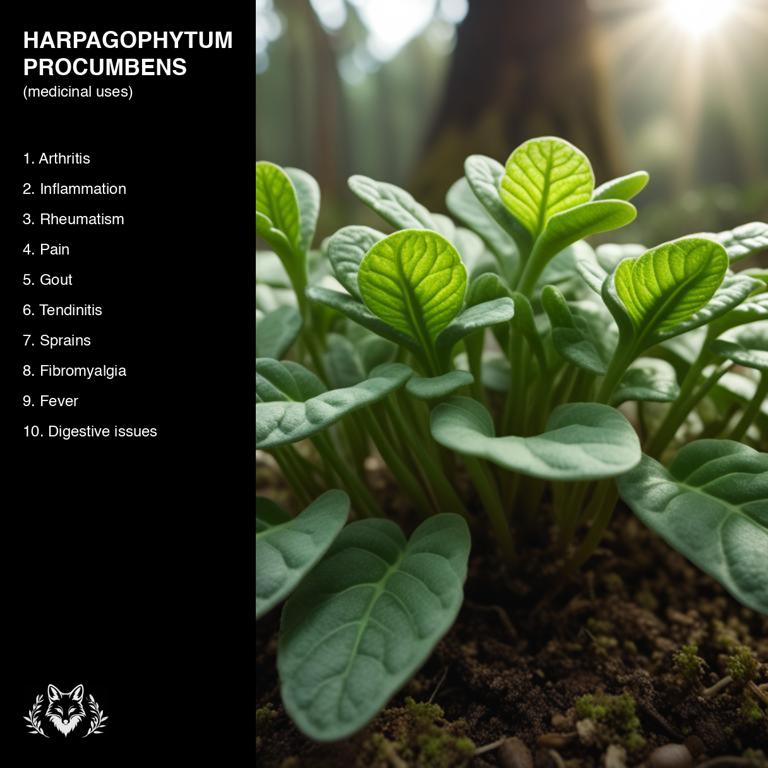 HARPAGOPHYTUM
PROCUMBENS
(medicinal uses)
1. Arthritis
2. Inflammation
3. Rheumatism
4. Pain
5. Gout
6. Tendinitis
7. Sprains
8. Fibromyalgia
9. Fever
10. Digestive issues